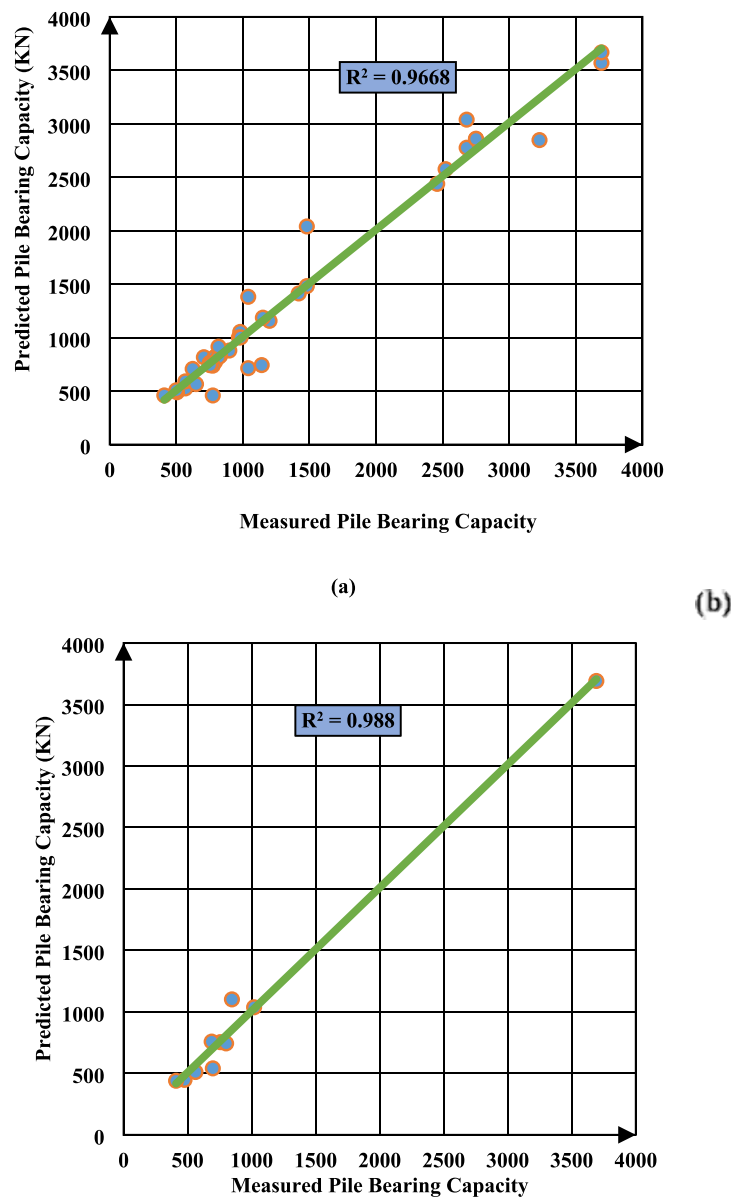 4000
3500
3000
2500
2000
1500
1000
500
0
Predicted Pile Bearing Capacity (KN)
R² = 0.9668
0 500 1000 1500 2000 2500 3000 3500 4000
Measured Pile Bearing Capacity
(a)
(b)
4000
3500
3000
2500
2000
1500
1000
500
0
Predicted Pile Bearing Capacity (KN)
R² = 0.988
0 500 1000 1500 2000 2500 3000 3500 4000
Measured Pile Bearing Capacity